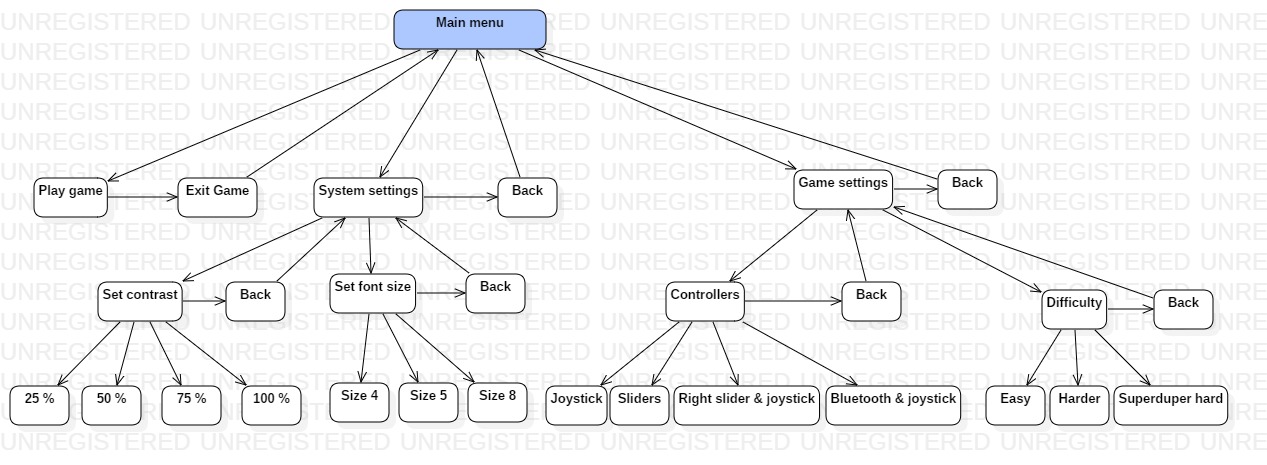 Main menu
Play game
Exit Game
System settings
Back
Game settings
Back
Set contrast
Back
Set font size
Back
Controllers
Back
Difficulty
Back
25 %
50 %
75 %
100 %
Size 4
Size 5
Size 8
Joystick
Sliders
Right slider & joystick
Bluetooth & joystick
Easy
Harder
Superduper hard
UNREGISTERED UNREGISTERED UNREGISTERED UNREGISTERED UNREGISTERED UNREGISTERED UNRE